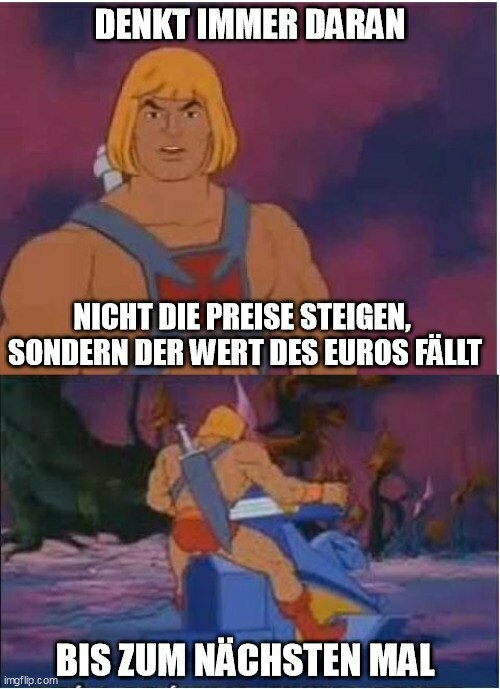 DENKT IMMER DARAN
NICHT DIE PREISE STEIGEN,
SONDERN DER WERT DES EUROS FÄLLT
BIS ZUM NÄCHSTEN MAL
imgflip.com